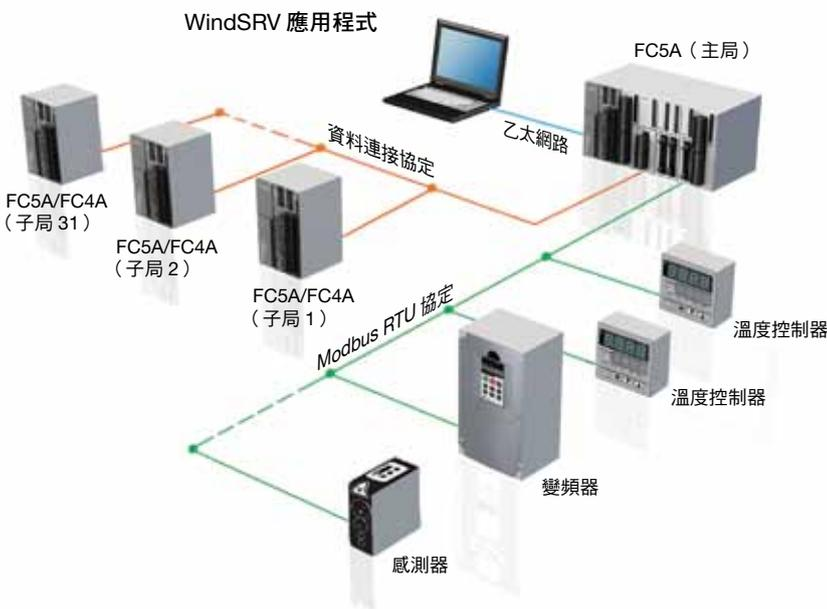 WindSRV 應用程式
FC5A（主局）
乙太網路
資料連接協定
FC5A/FC4A
（子局 31）
FC5A/FC4A
（子局 2）
FC5A/FC4A
（子局 1）
Modbus RTU 協定
溫度控制器
溫度控制器
變頻器
感測器